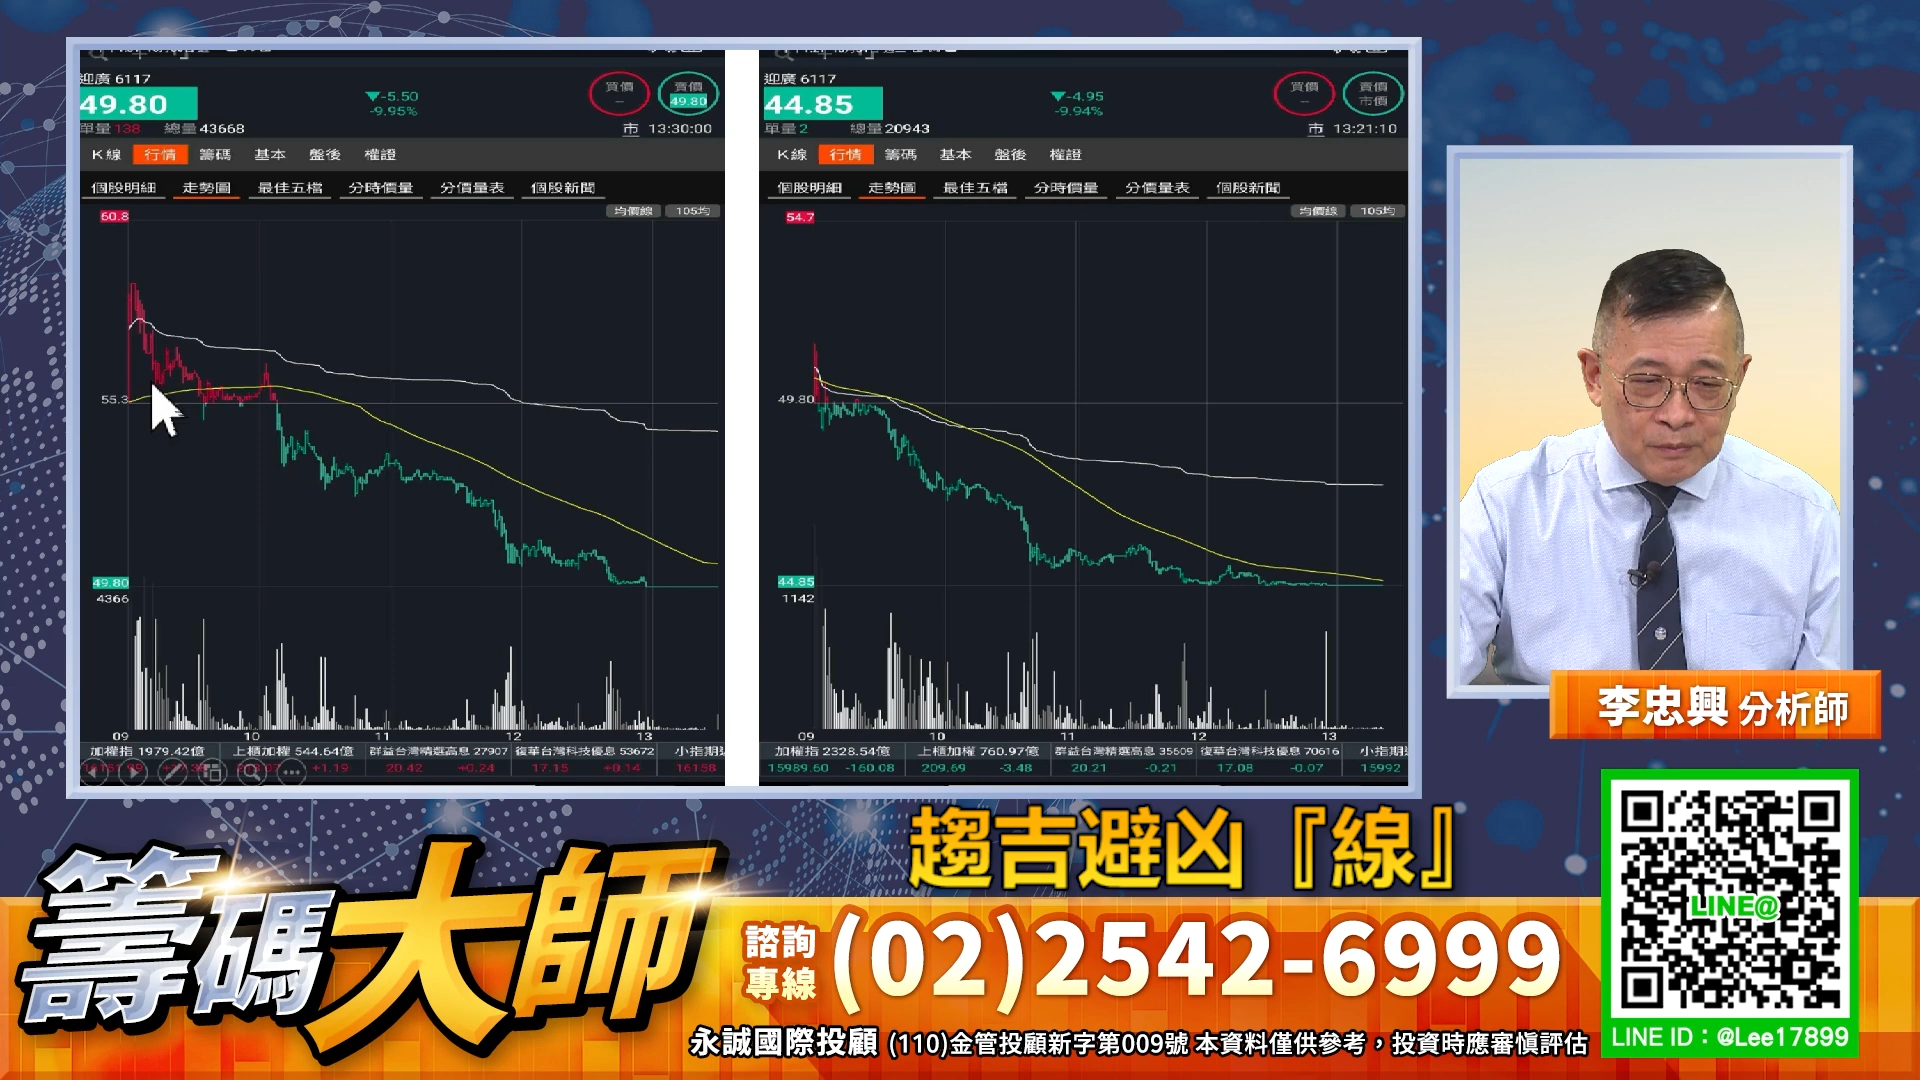 迎廣 6117
49.80
▼-5.50
-9.95%
買價
--
賣價
49.80
單量 138 總量 43668
市 13:30:00
K線 行情 籌碼 基本 盤後 權證
個股明細 走勢圖 最佳五檔 分時價量 分價量表 個股新聞
均價線 105均
60.8
55.3
49.80
4366
09 10 11 12 13
加權指 1979.42億 上櫃加權 544.64億 群益台灣精選高息 27907 復華台灣科技優息 53672 小指期
+1.19 20.42 +0.24 17.15 +0.14 16158
迎廣 6117
44.85
▼-4.95
-9.94%
買價
--
賣價
市價
單量 2 總量 20943
市 13:21:10
K線 行情 籌碼 基本 盤後 權證
個股明細 走勢圖 最佳五檔 分時價量 分價量表 個股新聞
均價線 105均
54.7
49.80
44.85
1142
09 10 11 12 13
加權指 2328.54億 上櫃加權 760.97億 群益台灣精選高息 35609 復華台灣科技優息 70616 小指期
15989.60 -160.08 209.69 -3.48 20.21 -0.21 17.08 -0.07 15992
李忠興 分析師
趨吉避凶『線』
籌碼大師
諮詢專線 (02)2542-6999
永誠國際投顧 (110)金管投顧新字第009號 本資料僅供參考，投資時應審慎評估
LINE@
LINE ID：@Lee17899